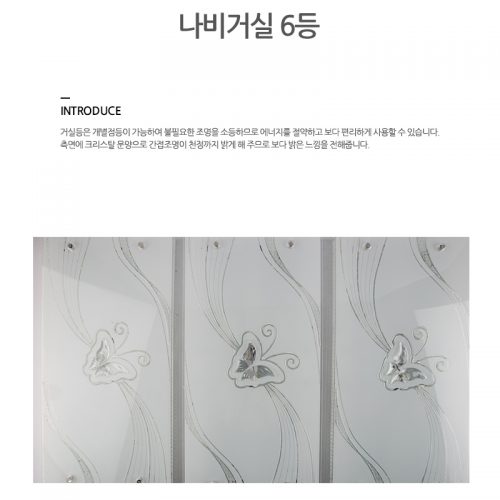 나비거실 6등
INTRODUCE
거실등은 개별점등이 가능하여 불필요한 조명을 소등하므로 에너지를 절약하고 보다 편리하게 사용할 수 있습니다.
측면에 크리스탈 문양으로 간접조명이 천정까지 밝게 해 주므로 보다 밝은 느낌을 전해줍니다.